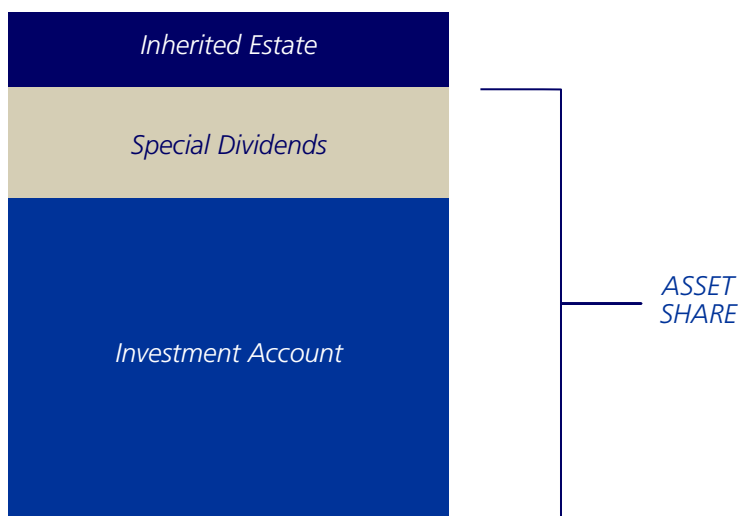 Inherited Estate
Special Dividends
Investment Account
ASSET
SHARE